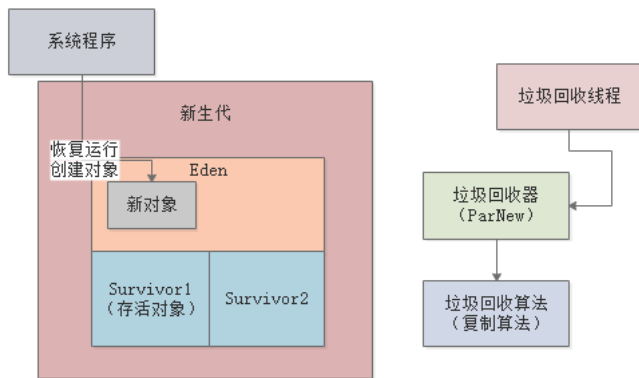 系统程序
新生代
恢复运行
创建对象
Eden
新对象
Survivor1
（存活对象）
Survivor2
垃圾回收线程
垃圾回收器
（ParNew）
垃圾回收算法
（复制算法）